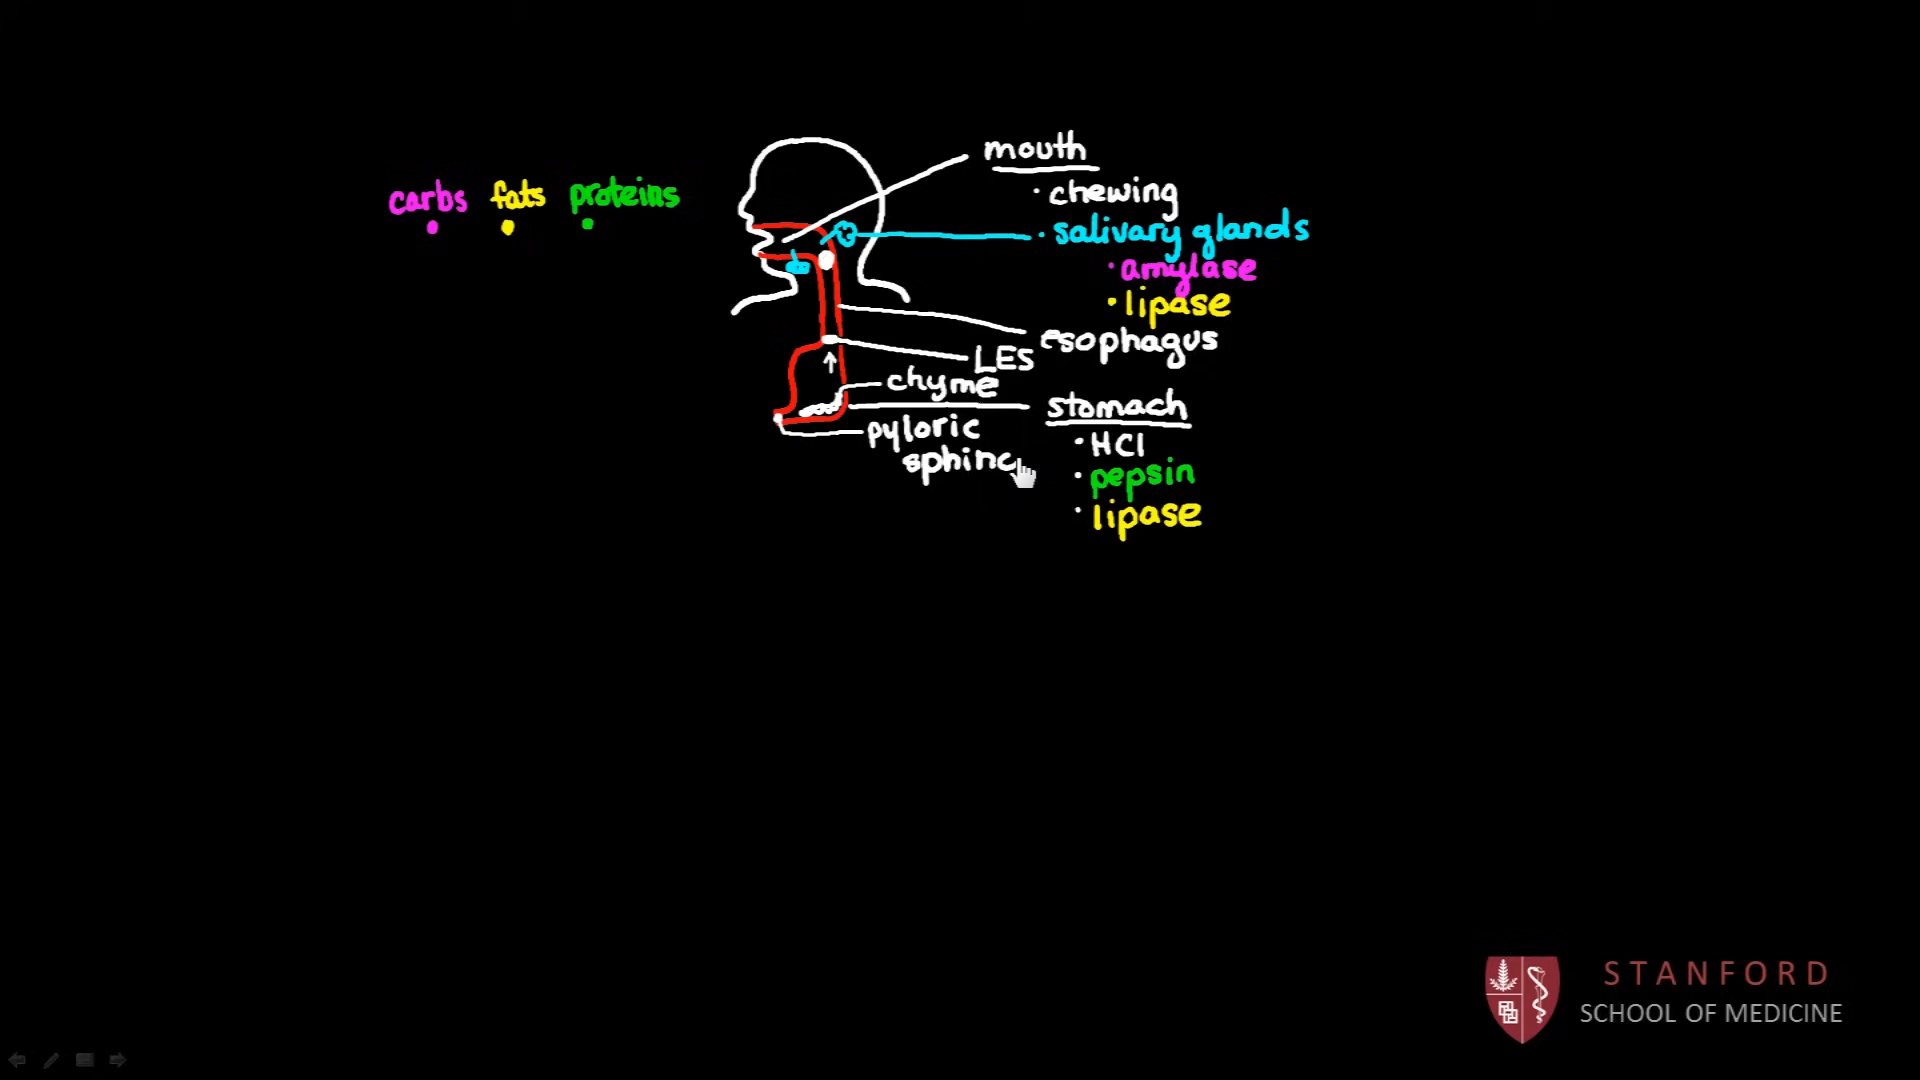 mouth
· chewing
carbs fats proteins
· salivary glands
· amylase
· lipase
esophagus
LES
chyme
stomach
pyloric
sphinc
· HCl
· pepsin
· lipase
STANFORD
SCHOOL OF MEDICINE